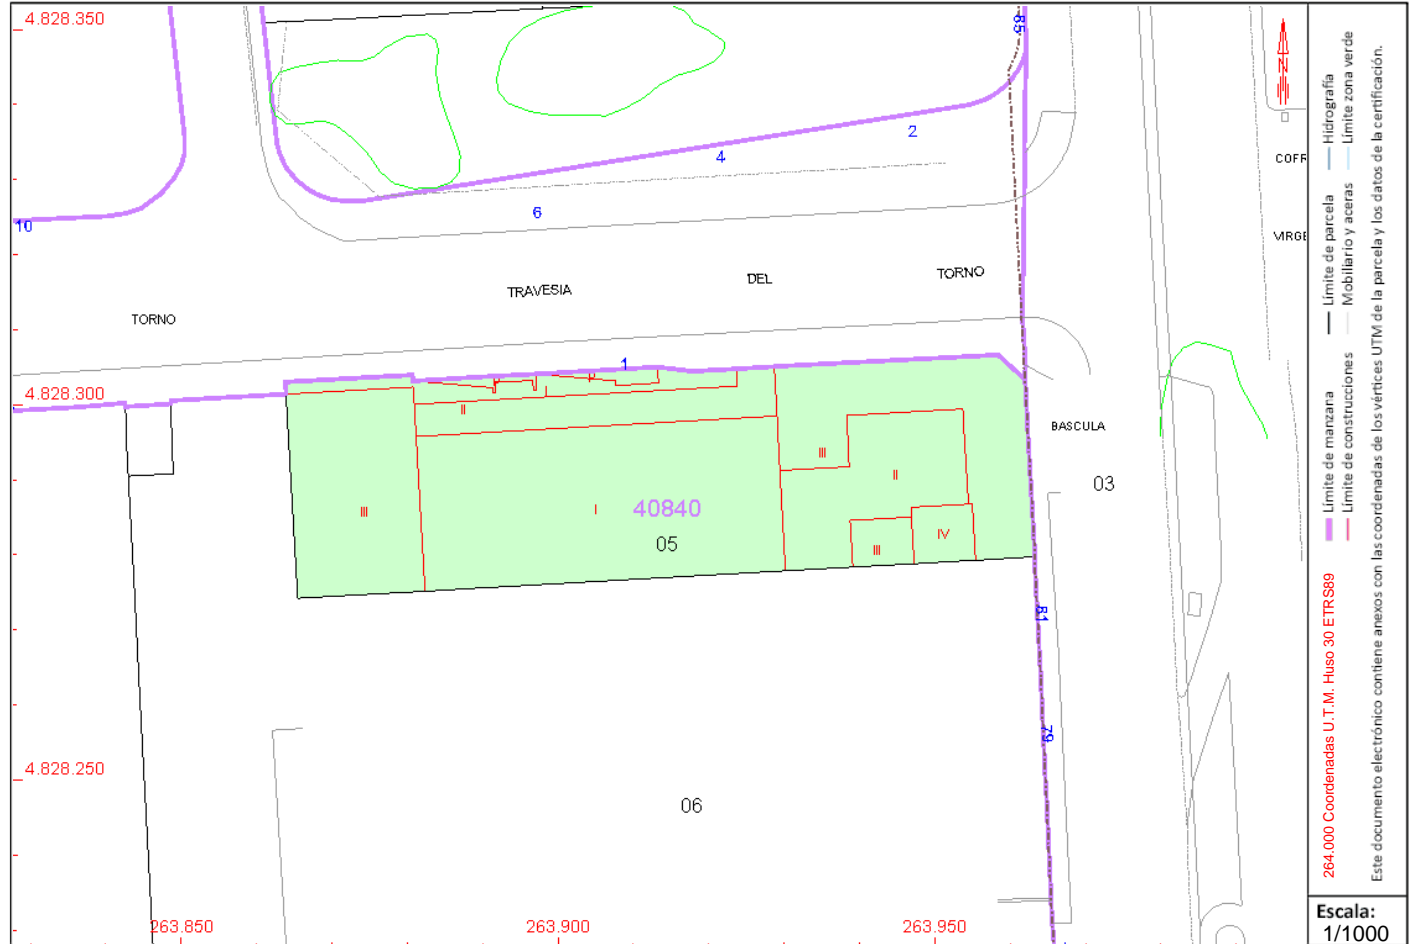 4.828.350
85
2
4
6
10
COFR
VIRGE
TRAVESIA DEL TORNO
TORNO
1
4.828.300
II
III
II
BASCULA
03
III
I
40840
05
IV
III
81
79
4.828.250
06
263.850
263.900
263.950
N
Límite de manzana
Límite de parcela
Hidrografía
Límite de construcciones
Mobiliario y aceras
Límite zona verde
264.000 Coordenadas U.T.M. Huso 30 ETRS89
Este documento electrónico contiene anexos con las coordenadas de los vértices UTM de la parcela y los datos de la certificación.
Escala:
1/1000